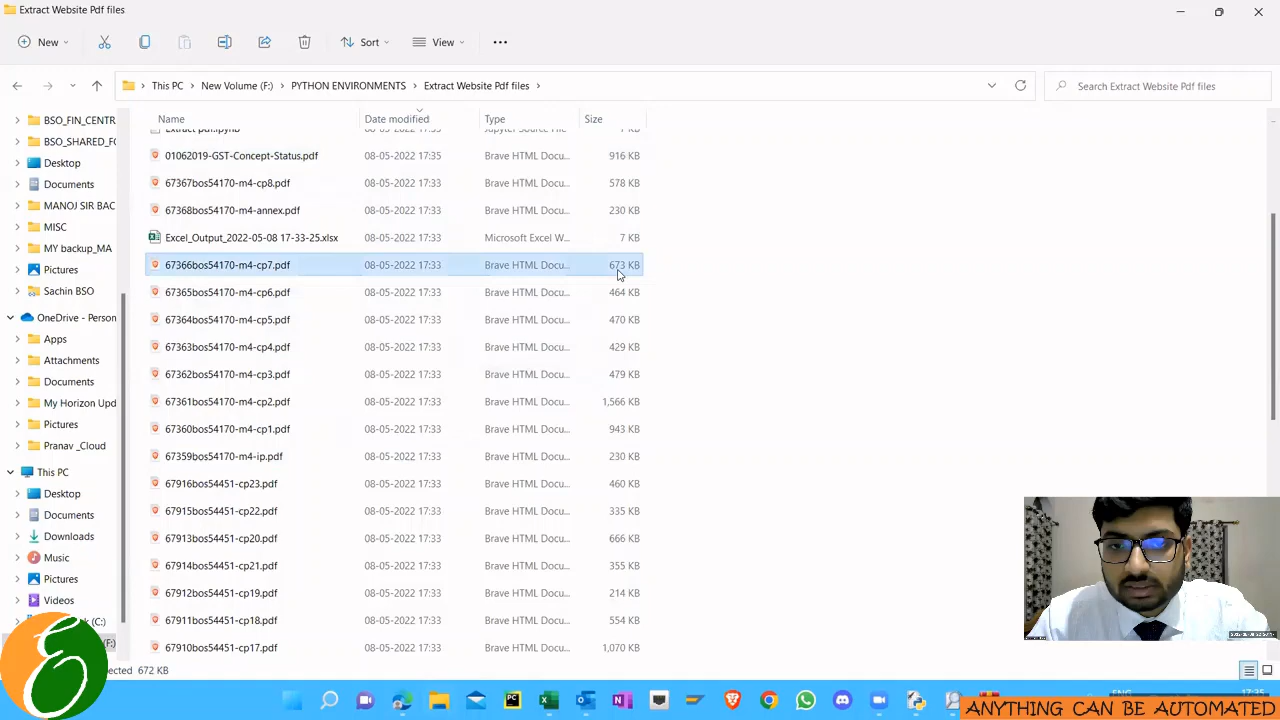 Extract Website Pdf files
New
Sort
View
This PC > New Volume (F:) > PYTHON ENVIRONMENTS > Extract Website Pdf files >
Search Extract Website Pdf files
BSO_FIN_CENTR
BSO_SHARED_FO
Desktop
Documents
MANOJ SIR BAC
MISC
MY backup_MA
Pictures
Sachin BSO
OneDrive - Person
Apps
Attachments
Documents
My Horizon Upd
Pictures
Pranav _Cloud
This PC
Desktop
Documents
Downloads
Music
Pictures
Videos
k (C:)
(F:)
Name Date modified Type Size
Extract pdf.ipynb Jupyter Source File 1 KB
01062019-GST-Concept-Status.pdf 08-05-2022 17:35 Brave HTML Docu... 916 KB
67367bos54170-m4-cp8.pdf 08-05-2022 17:33 Brave HTML Docu... 578 KB
67368bos54170-m4-annex.pdf 08-05-2022 17:33 Brave HTML Docu... 230 KB
Excel_Output_2022-05-08 17-33-25.xlsx 08-05-2022 17:33 Microsoft Excel W... 7 KB
67366bos54170-m4-cp7.pdf 08-05-2022 17:33 Brave HTML Docu... 673 KB
67365bos54170-m4-cp6.pdf 08-05-2022 17:33 Brave HTML Docu... 464 KB
67364bos54170-m4-cp5.pdf 08-05-2022 17:33 Brave HTML Docu... 470 KB
67363bos54170-m4-cp4.pdf 08-05-2022 17:33 Brave HTML Docu... 429 KB
67362bos54170-m4-cp3.pdf 08-05-2022 17:33 Brave HTML Docu... 479 KB
67361bos54170-m4-cp2.pdf 08-05-2022 17:33 Brave HTML Docu... 1,566 KB
67360bos54170-m4-cp1.pdf 08-05-2022 17:33 Brave HTML Docu... 943 KB
67359bos54170-m4-ip.pdf 08-05-2022 17:33 Brave HTML Docu... 230 KB
67916bos54451-cp23.pdf 08-05-2022 17:33 Brave HTML Docu... 460 KB
67915bos54451-cp22.pdf 08-05-2022 17:33 Brave HTML Docu... 335 KB
67913bos54451-cp20.pdf 08-05-2022 17:33 Brave HTML Docu... 666 KB
67914bos54451-cp21.pdf 08-05-2022 17:33 Brave HTML Docu... 355 KB
67912bos54451-cp19.pdf 08-05-2022 17:33 Brave HTML Docu... 214 KB
67911bos54451-cp18.pdf 08-05-2022 17:33 Brave HTML Docu... 554 KB
67910bos54451-cp17.pdf 08-05-2022 17:33 Brave HTML Docu... 1,070 KB
ected 672 KB
ENG 17:35
ANYTHING CAN BE AUTOMATED